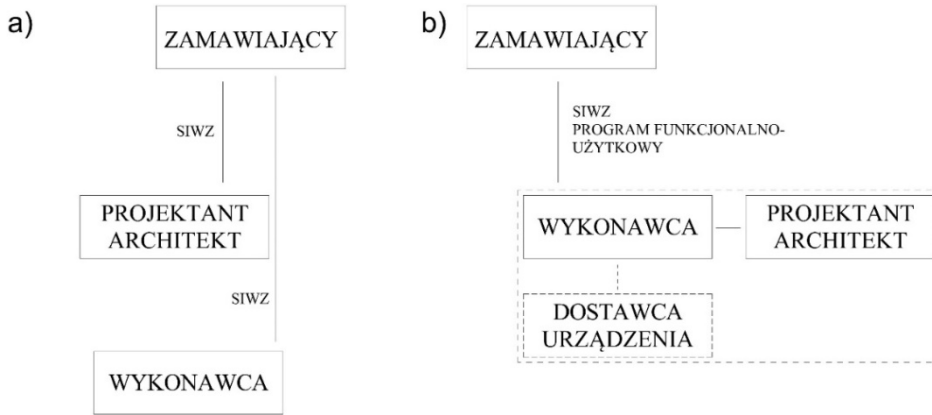 a)
ZAMAWIAJĄCY
SIWZ
PROJEKTANT
ARCHITEKT
SIWZ
WYKONAWCA
b)
ZAMAWIAJĄCY
SIWZ
PROGRAM FUNKCJONALNO-
UŻYTKOWY
WYKONAWCA
PROJEKTANT
ARCHITEKT
DOSTAWCA
URZĄDZENIA